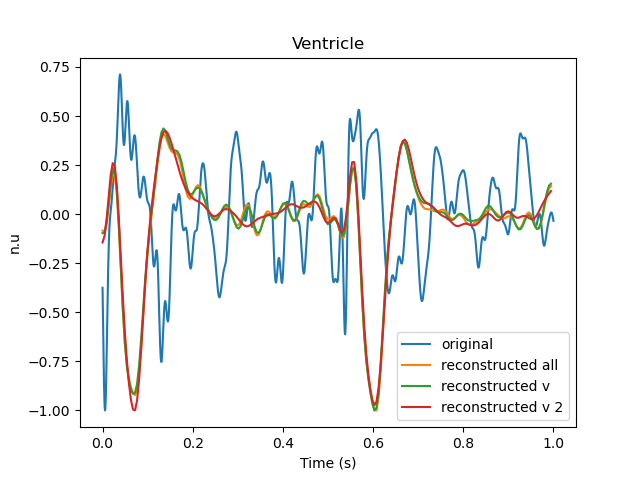 Ventricle
0.75
0.50
0.25
0.00
−0.25
−0.50
−0.75
−1.00
n.u
0.0 0.2 0.4 0.6 0.8 1.0
Time (s)
original
reconstructed all
reconstructed v
reconstructed v 2